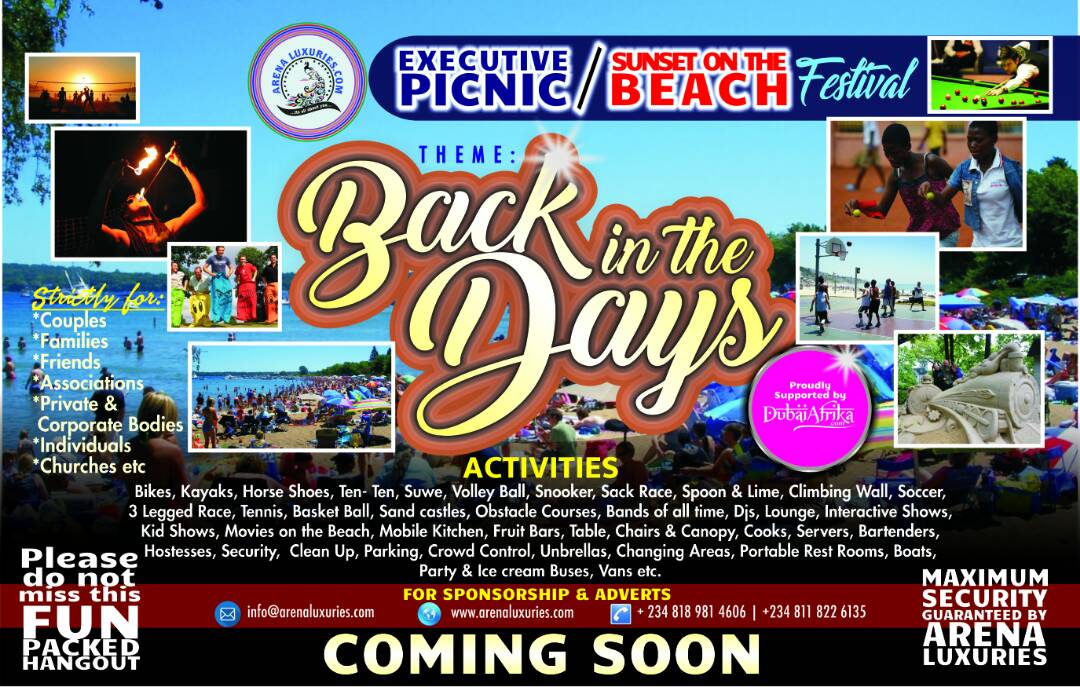 ARENA LUXURIES.COM
...its all about you...
EXECUTIVE
PICNIC
/
SUNSET ON THE
BEACH
Festival
THEME:
Back in the
Days
Strictly for:
*Couples
*Families
*Friends
*Associations
*Private &
Corporate Bodies
*Individuals
*Churches etc
Proudly
Supported by
DubaiAfrika
.com
ACTIVITIES
Bikes, Kayaks, Horse Shoes, Ten- Ten, Suwe, Volley Ball, Snooker, Sack Race, Spoon & Lime, Climbing Wall, Soccer,
3 Legged Race, Tennis, Basket Ball, Sand castles, Obstacle Courses, Bands of all time, Djs, Lounge, Interactive Shows,
Kid Shows, Movies on the Beach, Mobile Kitchen, Fruit Bars, Table, Chairs & Canopy, Cooks, Servers, Bartenders,
Hostesses, Security, Clean Up, Parking, Crowd Control, Unbrellas, Changing Areas, Portable Rest Rooms, Boats,
Party & Ice cream Buses, Vans etc.
Please
do not
miss this
FUN
PACKED
HANGOUT
FOR SPONSORSHIP & ADVERTS
info@arenaluxuries.com www.arenaluxuries.com + 234 818 981 4606 | +234 811 822 6135
COMING SOON
MAXIMUM
SECURITY
GUARANTEED BY
ARENA
LUXURIES